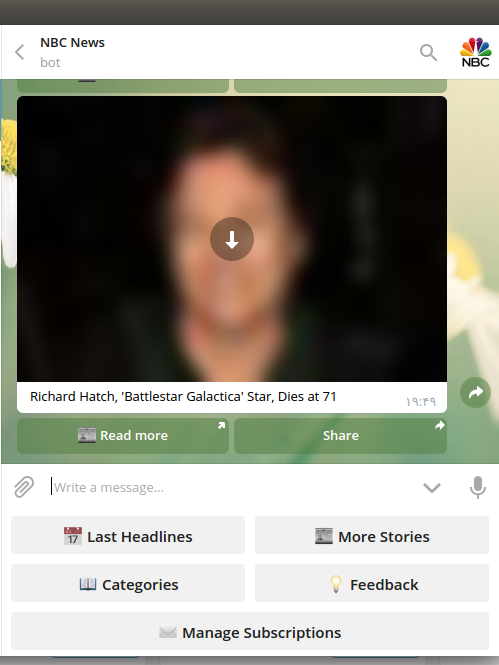 NBC News
bot
NBC
Richard Hatch, 'Battlestar Galactica' Star, Dies at 71
۱۹:۴۹
Read more
Share
Write a message...
17 Last Headlines
More Stories
Categories
Feedback
Manage Subscriptions